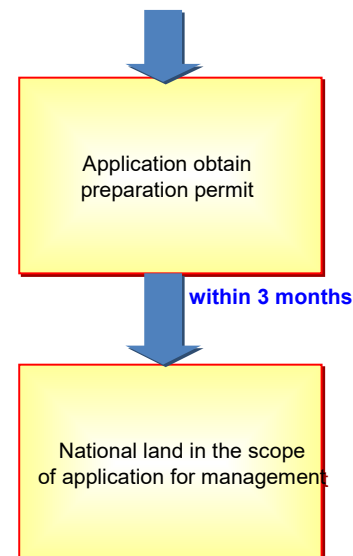 Application obtain
preparation permit
within 3 months
National land in the scope
of application for management